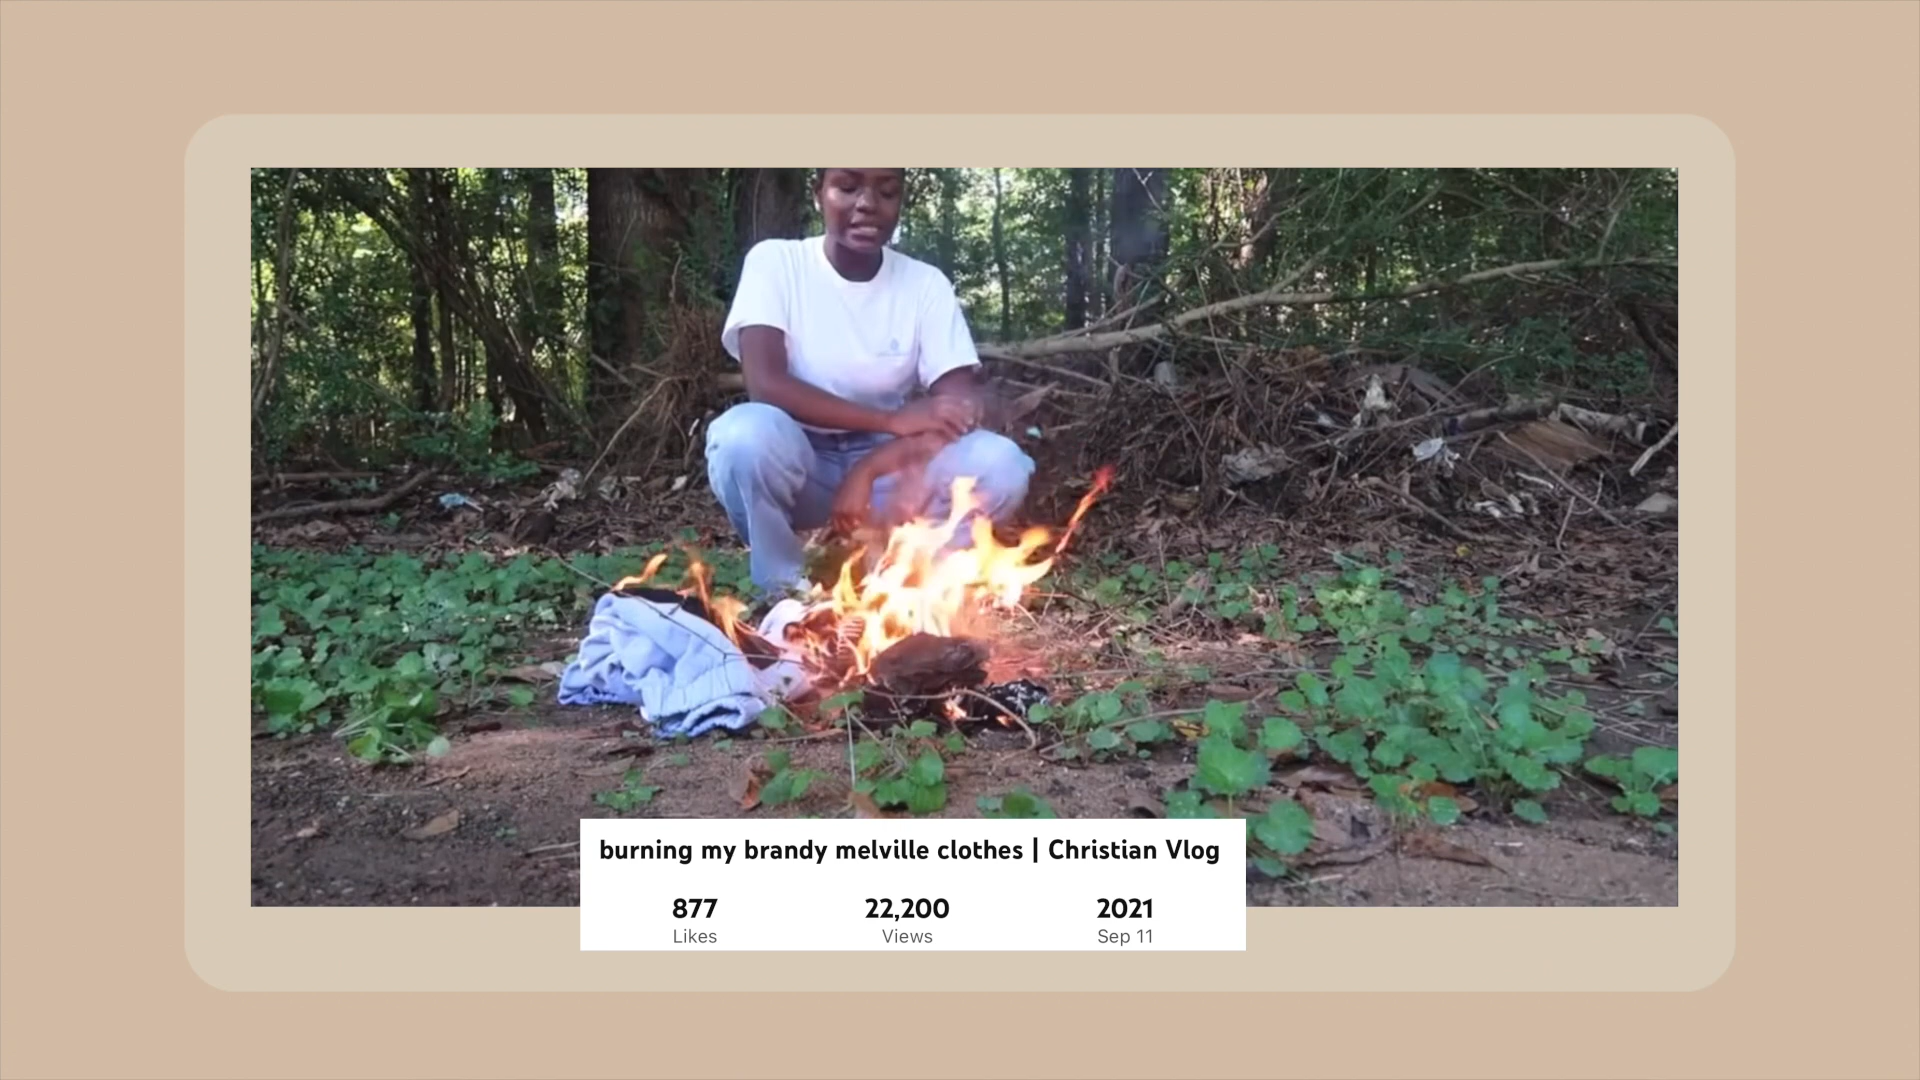 burning my brandy melville clothes | Christian Vlog
877 22,200 2021
Likes Views Sep 11